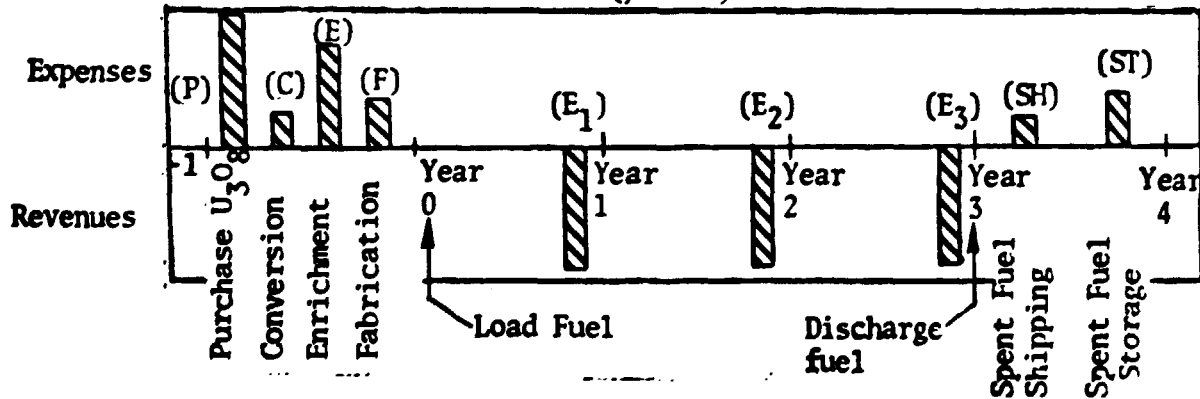 Expenses
(P)
(C)
(E)
(F)
(E1)
(E2)
(E3)
(SH)
(ST)
-1
Year
0
Year
1
Year
2
Year
3
Year
4
Revenues
Purchase U3O8
Conversion
Enrichment
Fabrication
Load Fuel
Discharge
fuel
Spent Fuel
Shipping
Spent Fuel
Storage